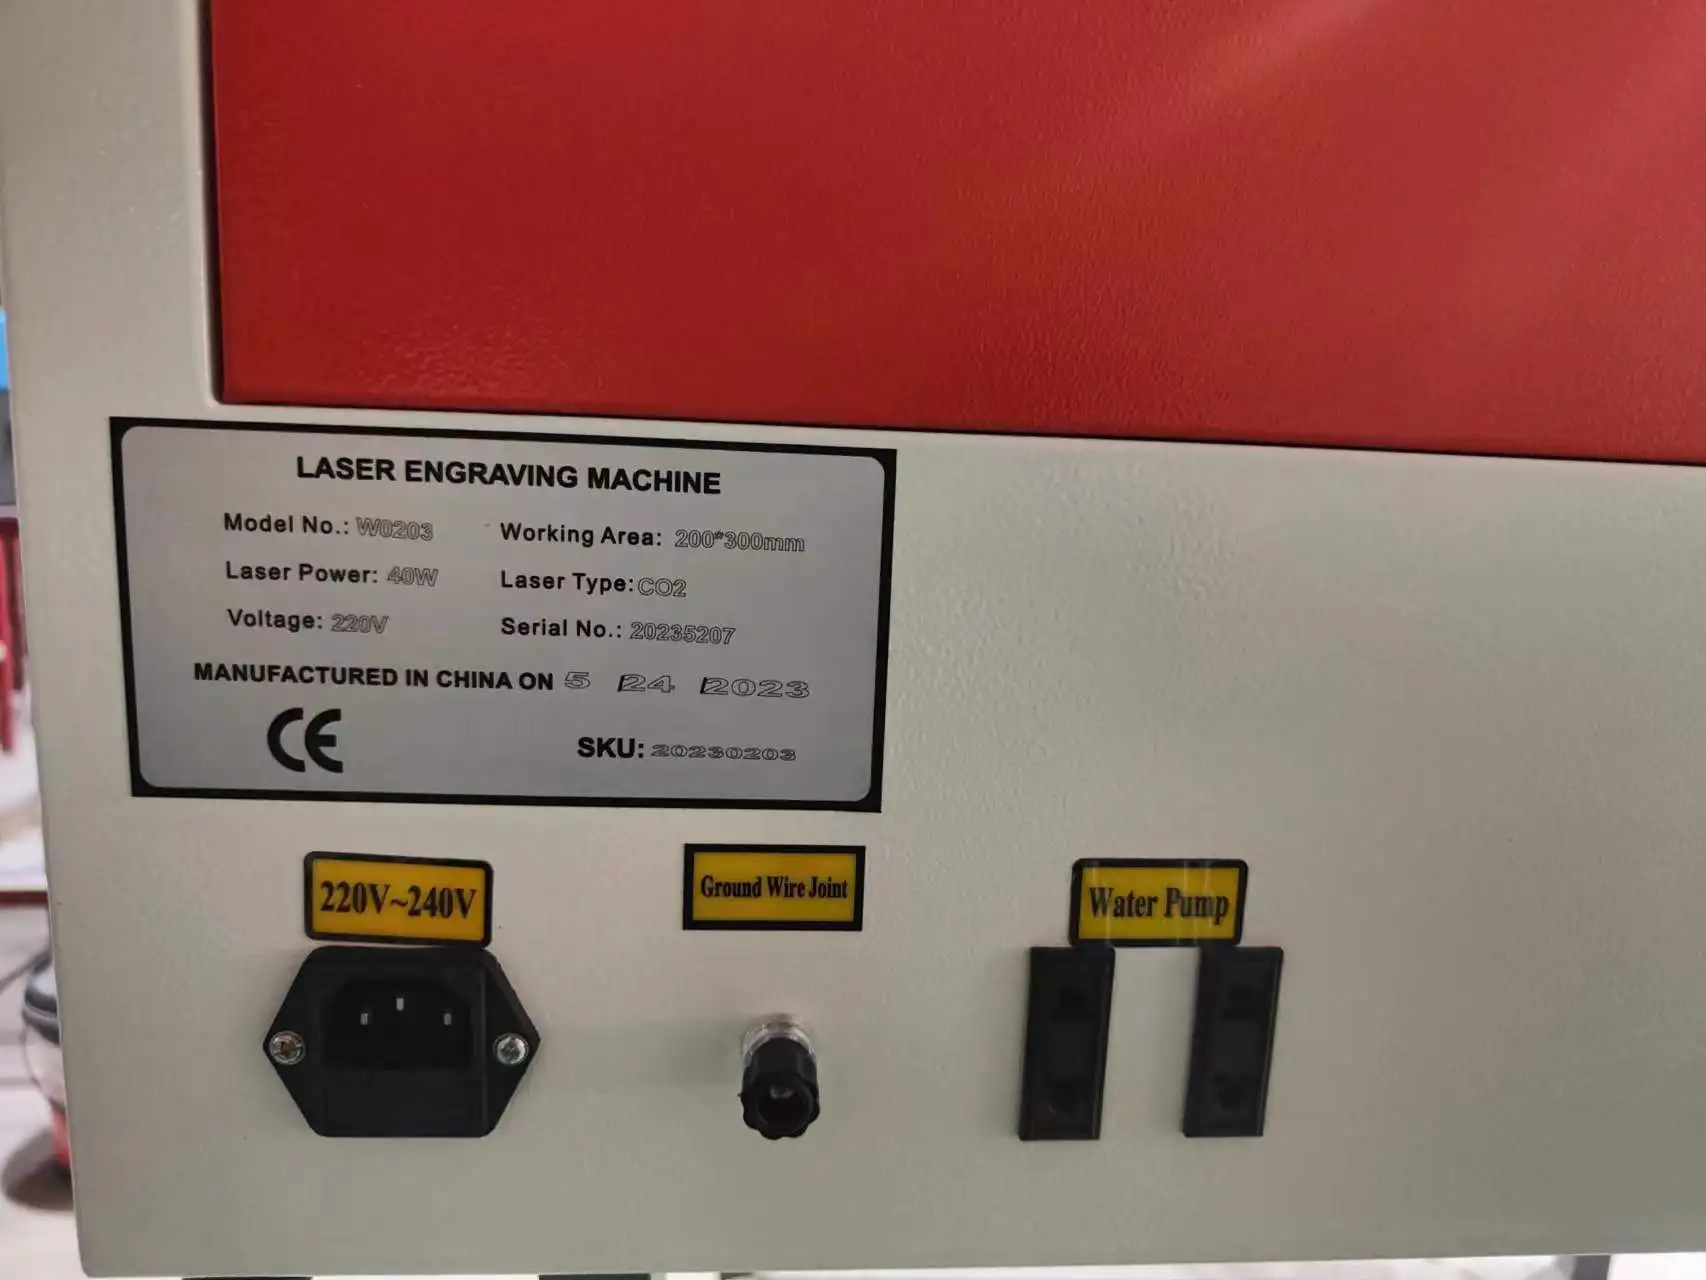 LASER ENGRAVING MACHINE
Model No.: W0203 Working Area: 200*300mm
Laser Power: 40W Laser Type: CO2
Voltage: 220V Serial No.: 20235207
MANUFACTURED IN CHINA ON 5 /24 /2023
CE SKU: 20230203
220V~240V
Ground Wire Joint
Water Pump